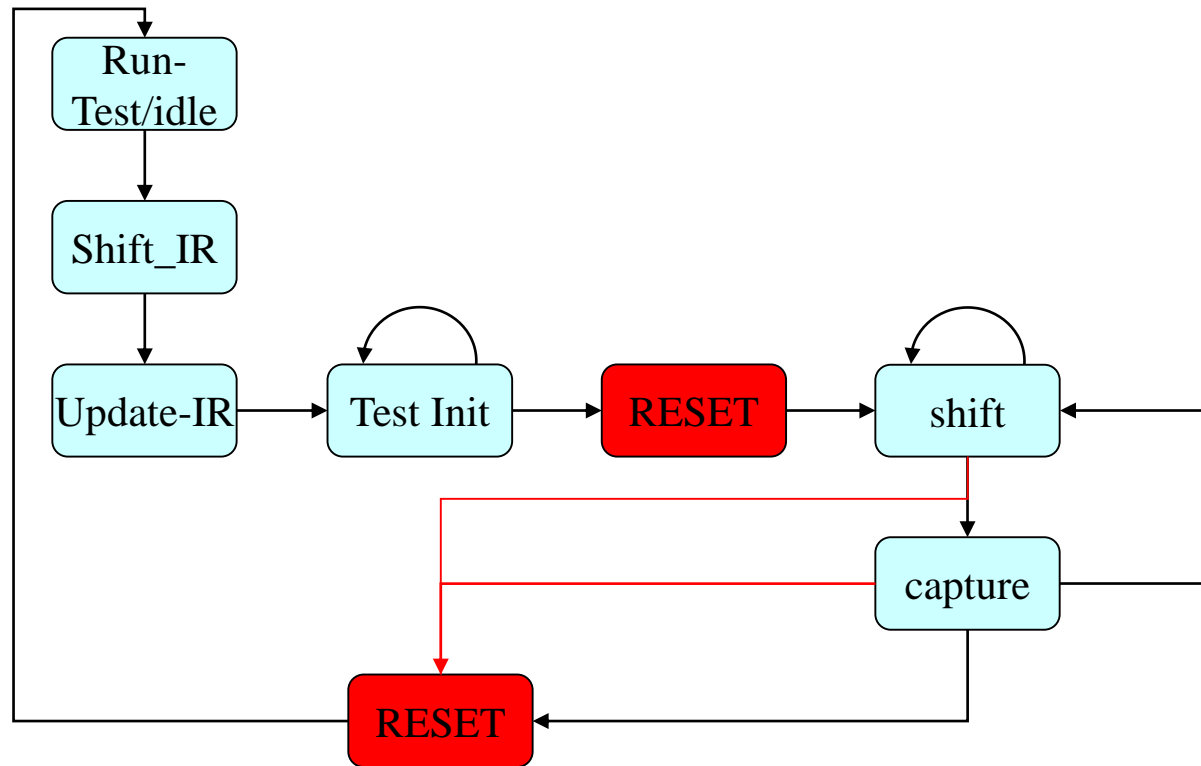 Run-
Test/idle
Shift_IR
Update-IR
Test Init
RESET
shift
capture
RESET